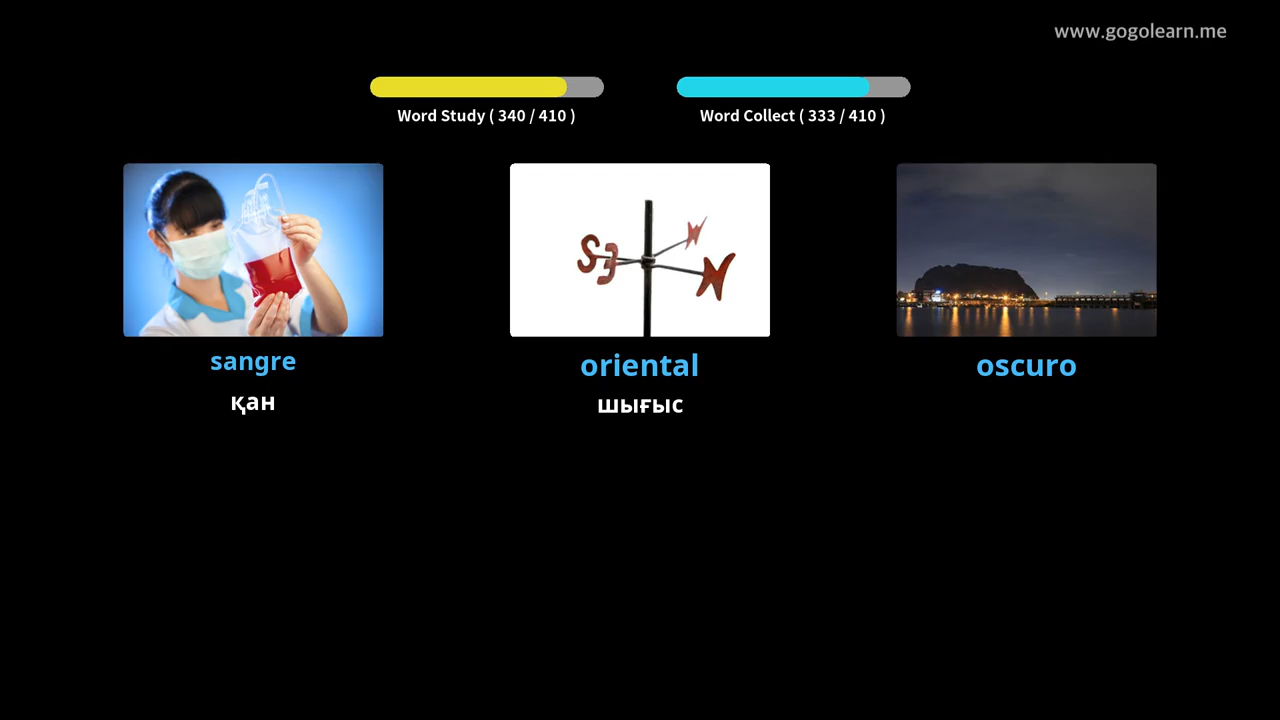 www.gogolearn.me
Word Study ( 340 / 410 )
Word Collect ( 333 / 410 )
S
E
N
W
sangre
oriental
oscuro
қан
шығыс